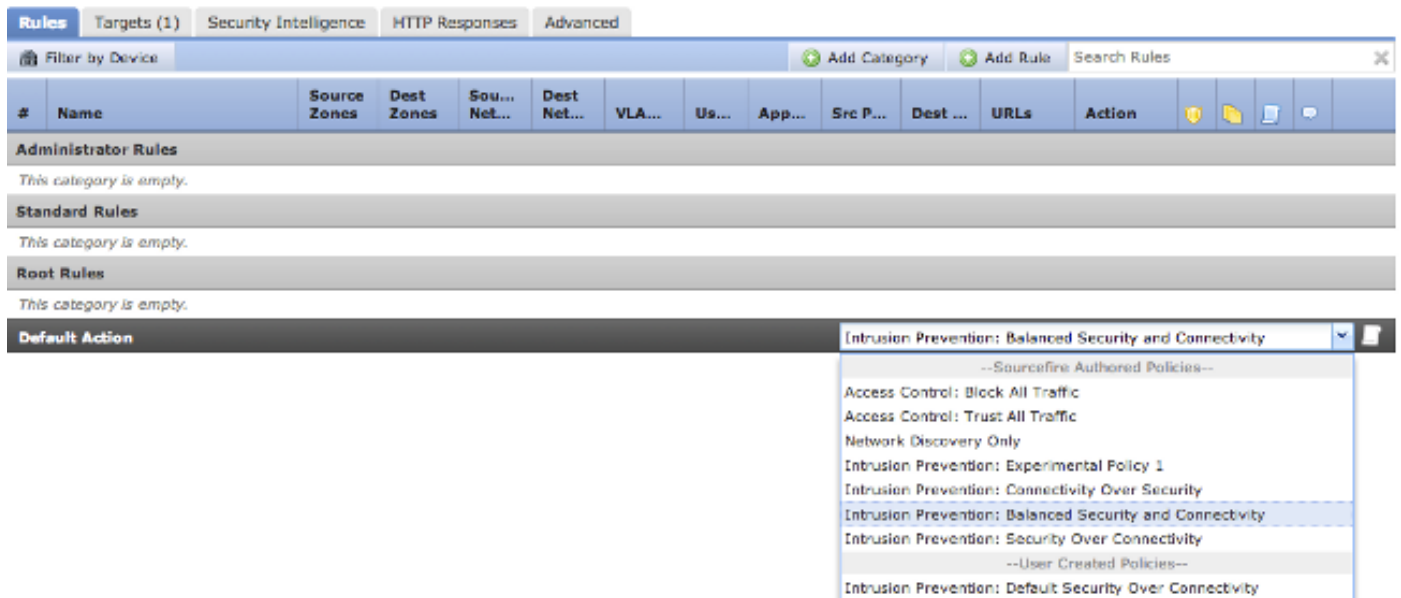 Rules Targets (1) Security Intelligence HTTP Responses Advanced
Filter by Device Add Category Add Rule Search Rules
# Name Source Zones Dest Zones Sou... Net... Dest Net... VLA... Us... App... Src P... Dest ... URLs Action
Administrator Rules
This category is empty.
Standard Rules
This category is empty.
Root Rules
This category is empty.
Default Action Intrusion Prevention: Balanced Security and Connectivity
--Sourcefire Authored Policies--
Access Control: Block All Traffic
Access Control: Trust All Traffic
Network Discovery Only
Intrusion Prevention: Experimental Policy 1
Intrusion Prevention: Connectivity Over Security
Intrusion Prevention: Balanced Security and Connectivity
Intrusion Prevention: Security Over Connectivity
--User Created Policies--
Intrusion Prevention: Default Security Over Connectivity